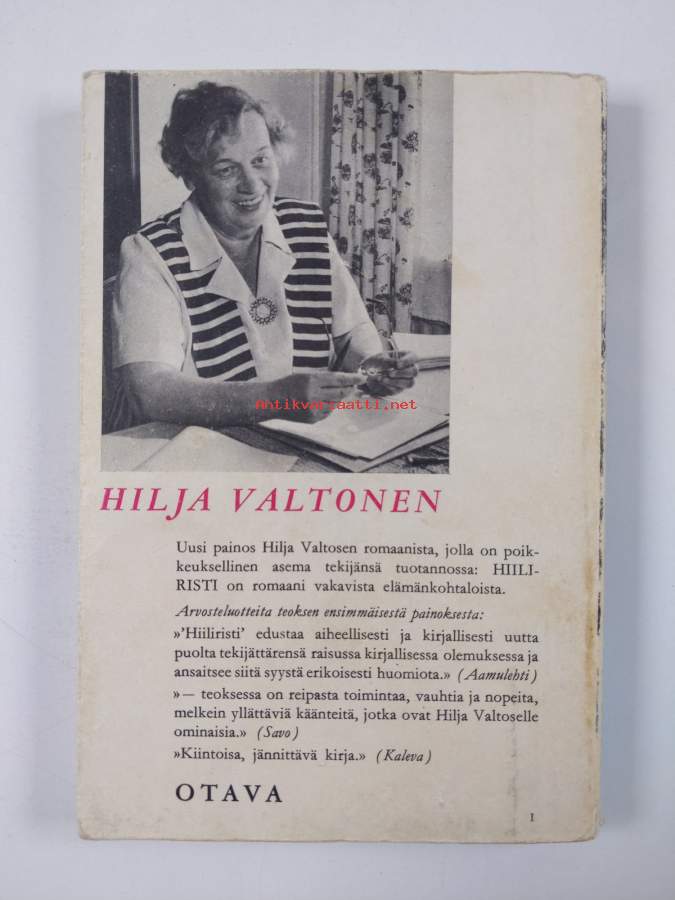 Antikvariaatti.net
HILJA VALTONEN
Uusi painos Hilja Valtosen romaanista, jolla on poik-
keuksellinen asema tekijänsä tuotannossa: HIILI-
RISTI on romaani vakavista elämänkohtaloista.
Arvosteluotteita teoksen ensimmäisestä painoksesta:
»'Hiiliristi' edustaa aiheellisesti ja kirjallisesti uutta
puolta tekijättärensä raisussa kirjallisessa olemuksessa ja
ansaitsee siitä syystä erikoisesti huomiota.» (Aamulehti)
»— teoksessa on reipasta toimintaa, vauhtia ja nopeita,
melkein yllättäviä käänteitä, jotka ovat Hilja Valtoselle
ominaisia.» (Savo)
»Kiintoisa, jännittävä kirja.» (Kaleva)
OTAVA
1